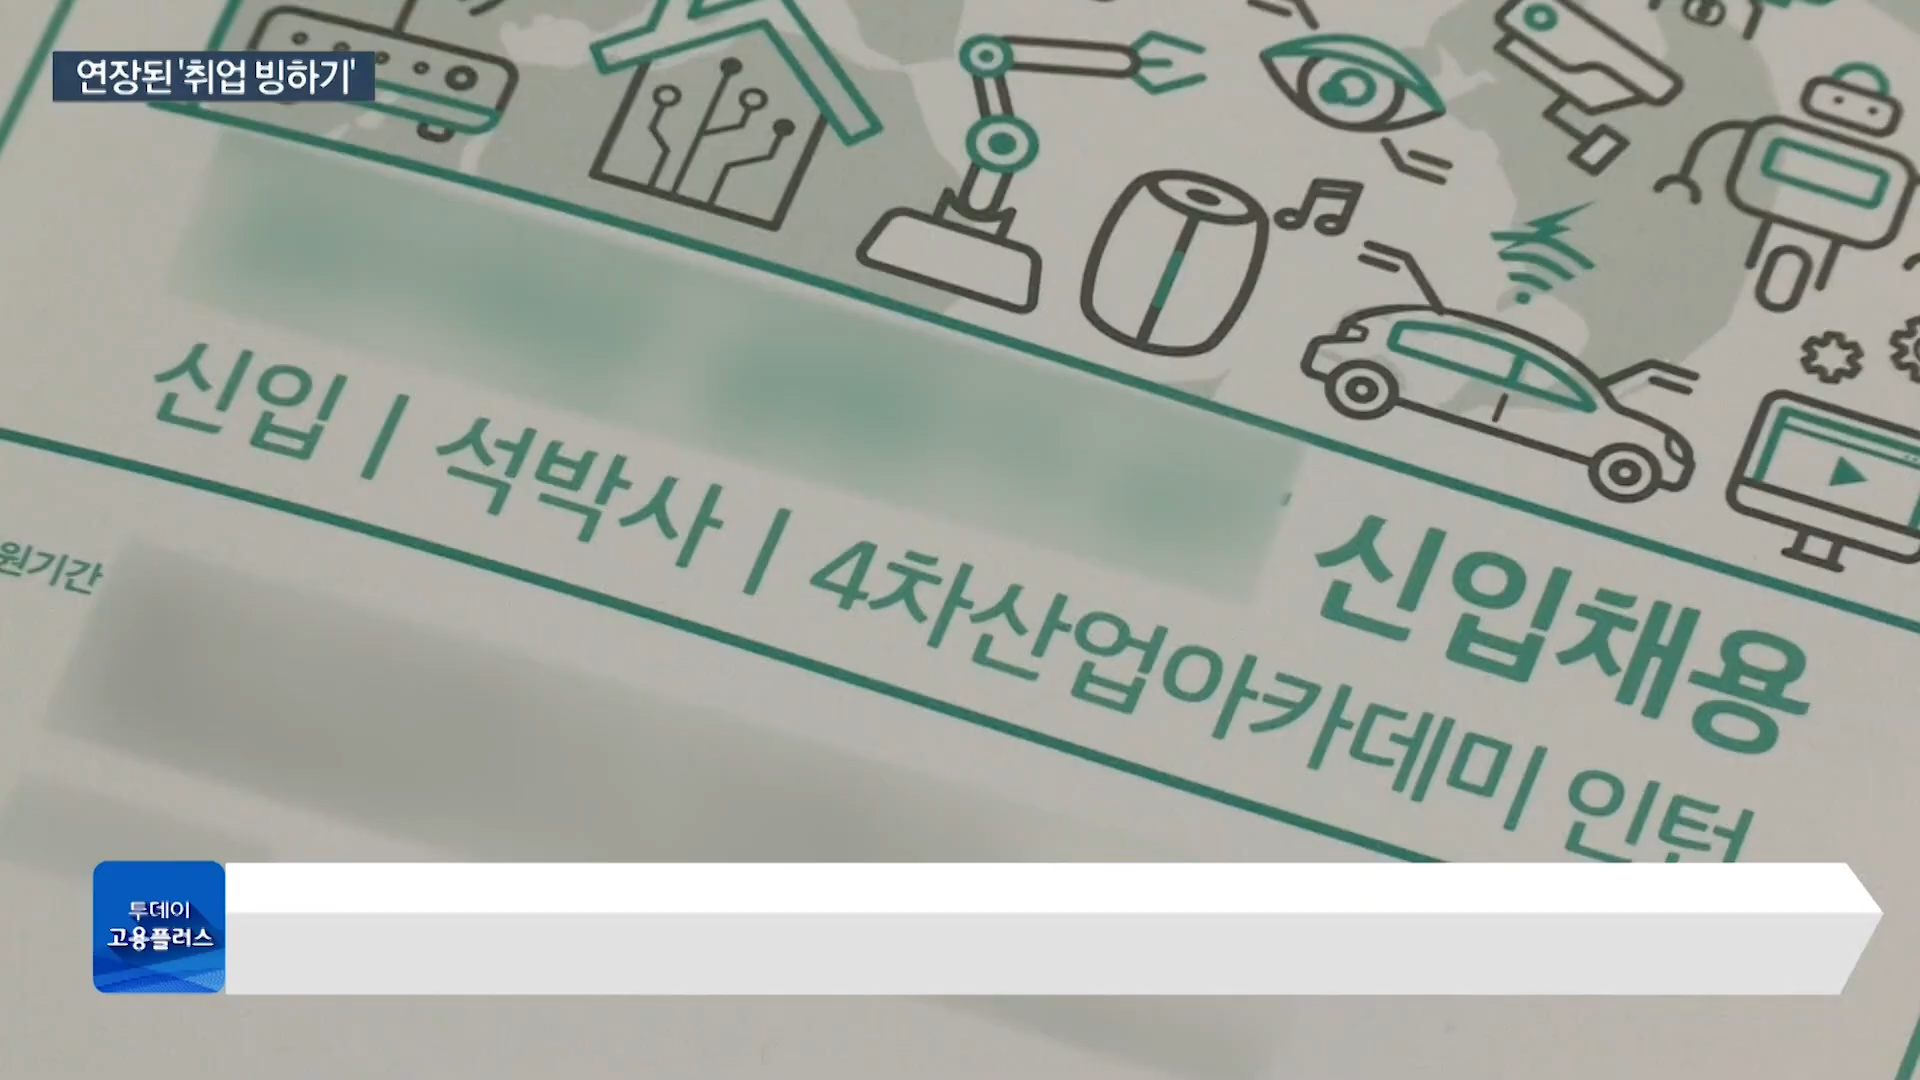 연장된 '취업 빙하기'
신입채용
신입 | 석박사 | 4차산업아카데미 인턴
원기간
투데이
고용플러스